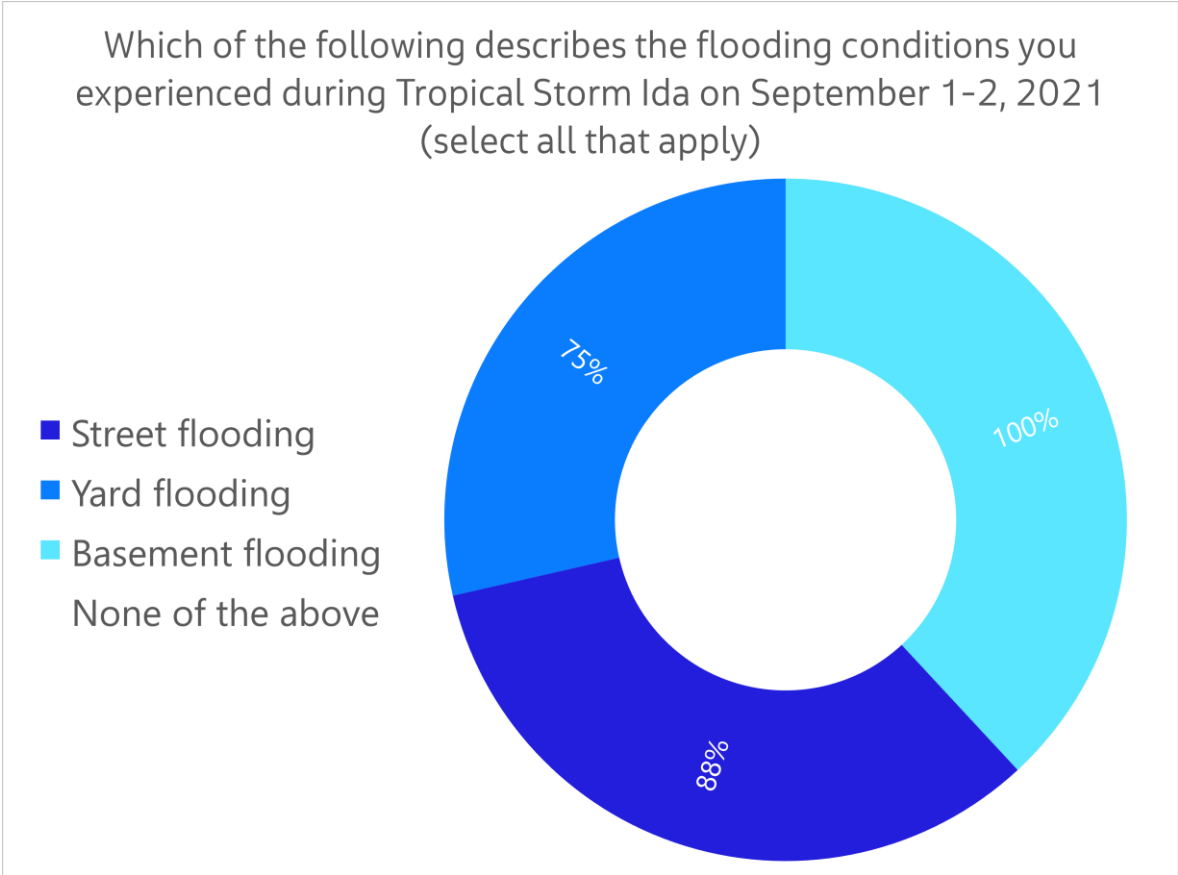 Which of the following describes the flooding conditions you
experienced during Tropical Storm Ida on September 1-2, 2021
(select all that apply)
75%
100%
Street flooding
Yard flooding
Basement flooding
None of the above
88%